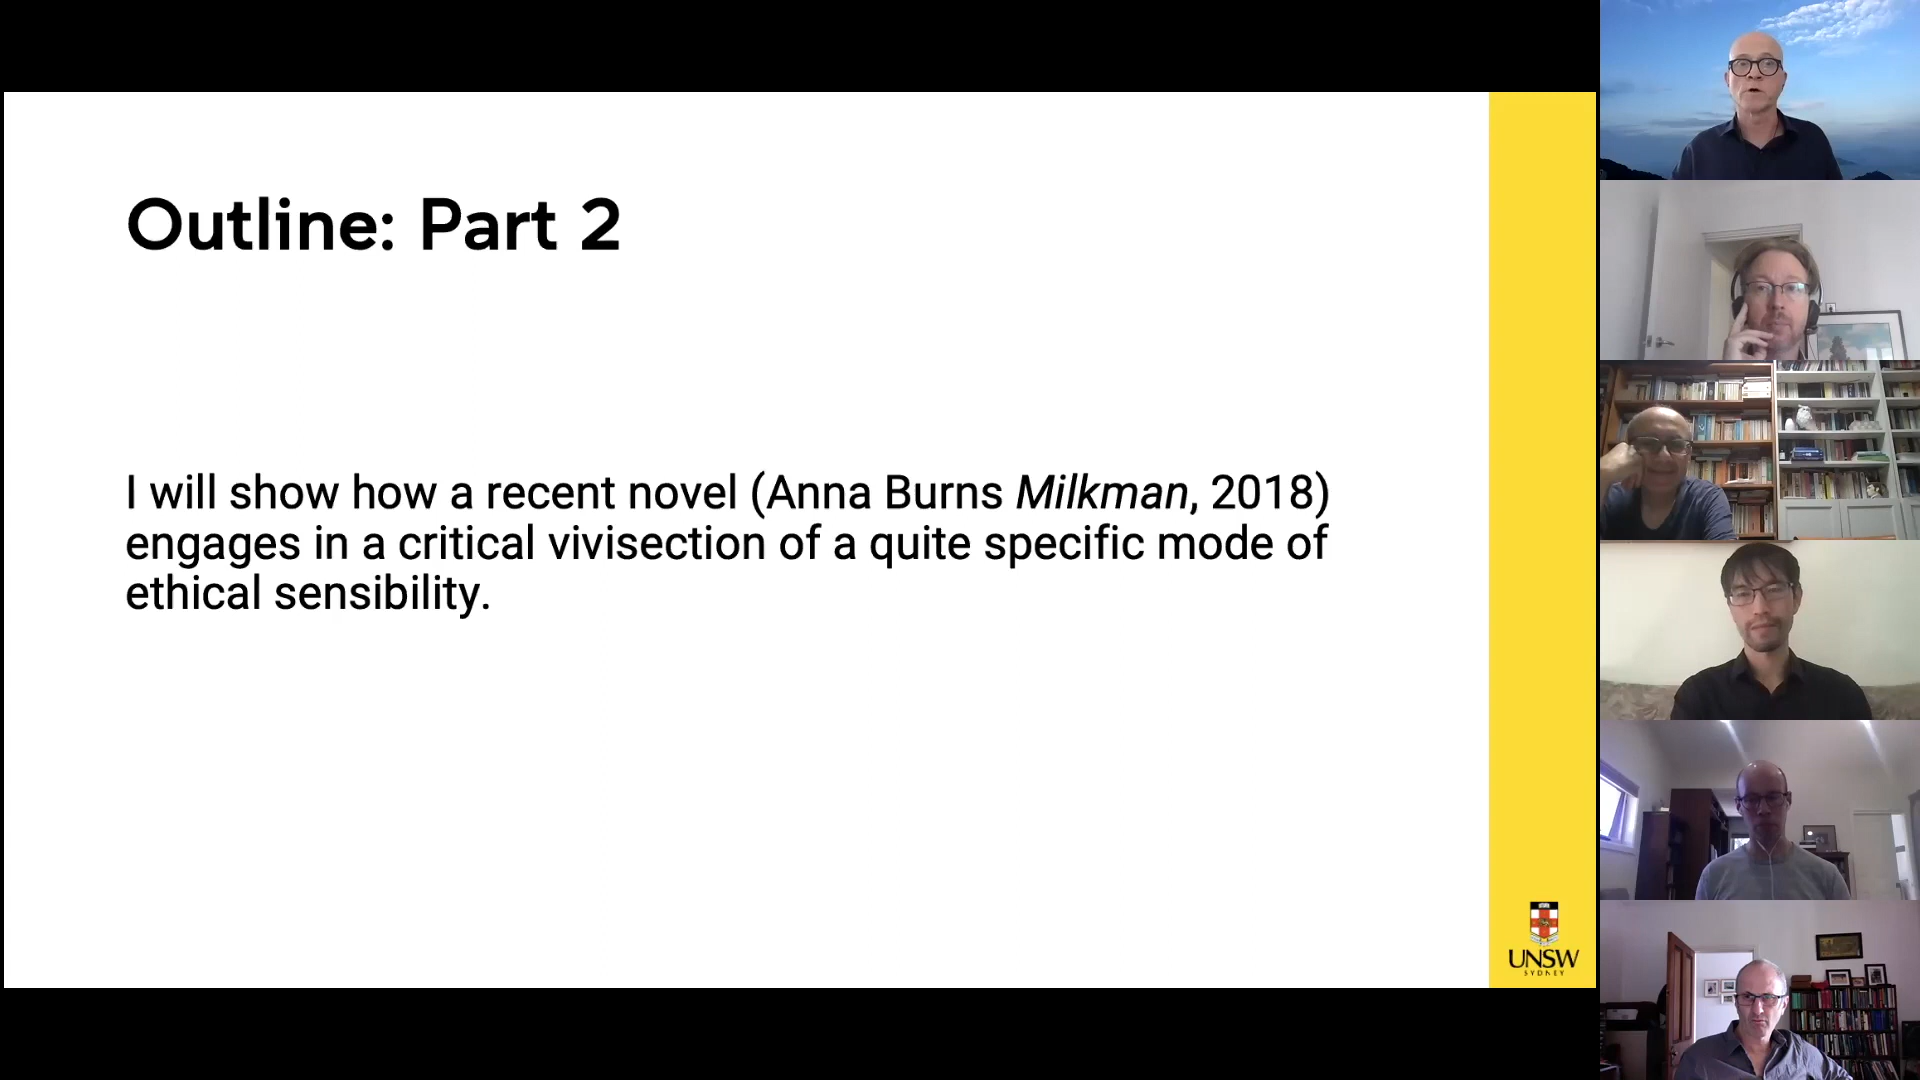 Outline: Part 2
I will show how a recent novel (Anna Burns Milkman, 2018)
engages in a critical vivisection of a quite specific mode of
ethical sensibility.
UNSW
SYDNEY